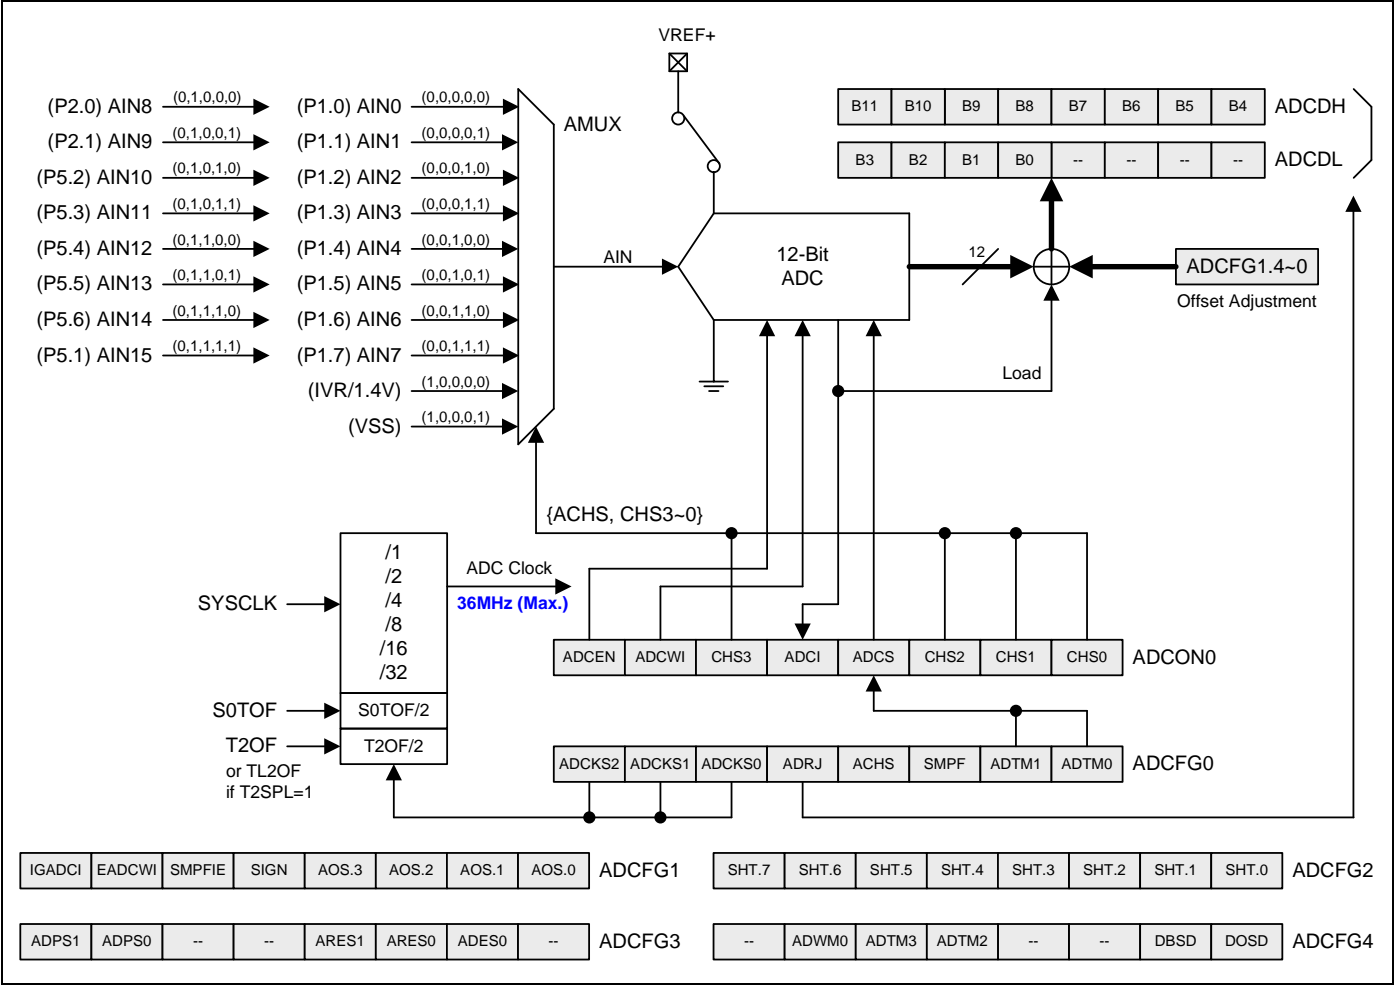 VREF+
(P2.0) AIN8 (0,1,0,0,0) (P1.0) AIN0 (0,0,0,0,0)
(P2.1) AIN9 (0,1,0,0,1) (P1.1) AIN1 (0,0,0,0,1)
(P5.2) AIN10 (0,1,0,1,0) (P1.2) AIN2 (0,0,0,1,0)
(P5.3) AIN11 (0,1,0,1,1) (P1.3) AIN3 (0,0,0,1,1)
(P5.4) AIN12 (0,1,1,0,0) (P1.4) AIN4 (0,0,1,0,0)
(P5.5) AIN13 (0,1,1,0,1) (P1.5) AIN5 (0,0,1,0,1)
(P5.6) AIN14 (0,1,1,1,0) (P1.6) AIN6 (0,0,1,1,0)
(P5.1) AIN15 (0,1,1,1,1) (P1.7) AIN7 (0,0,1,1,1)
(IVR/1.4V) (1,0,0,0,0)
(VSS) (1,0,0,0,1)
AMUX
AIN
12-Bit
ADC
12
B11 B10 B9 B8 B7 B6 B5 B4 ADCDH
B3 B2 B1 B0 -- -- -- -- ADCDL
ADCFG1.4~0
Offset Adjustment
Load
{ACHS, CHS3~0}
SYSCLK
/1
/2
/4
/8
/16
/32
ADC Clock
36MHz (Max.)
S0TOF S0TOF/2
T2OF T2OF/2
or TL2OF
if T2SPL=1
ADCEN ADCWI CHS3 ADCI ADCS CHS2 CHS1 CHS0 ADCON0
ADCKS2 ADCKS1 ADCKS0 ADRJ ACHS SMPF ADTM1 ADTM0 ADCFG0
IGADCI EADCWI SMPFIE SIGN AOS.3 AOS.2 AOS.1 AOS.0 ADCFG1
SHT.7 SHT.6 SHT.5 SHT.4 SHT.3 SHT.2 SHT.1 SHT.0 ADCFG2
ADPS1 ADPS0 -- -- ARES1 ARES0 ADES0 -- ADCFG3
-- ADWM0 ADTM3 ADTM2 -- -- DBSD DOSD ADCFG4